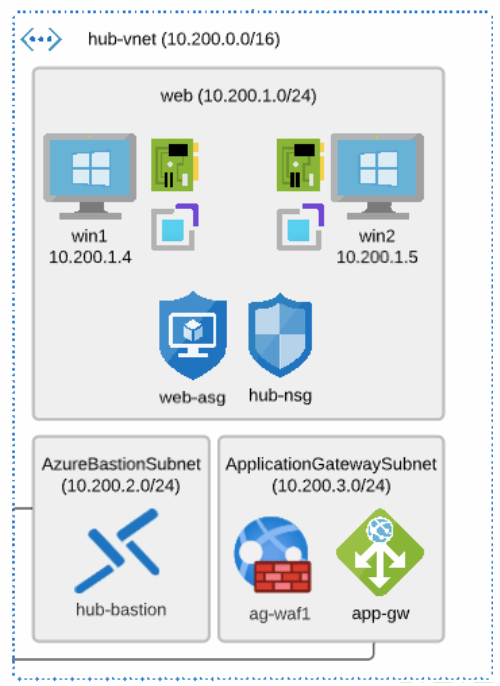 hub-vnet (10.200.0.0/16)
web (10.200.1.0/24)
win1
10.200.1.4
win2
10.200.1.5
web-asg
hub-nsg
AzureBastionSubnet
(10.200.2.0/24)
hub-bastion
ApplicationGatewaySubnet
(10.200.3.0/24)
ag-waf1
app-gw